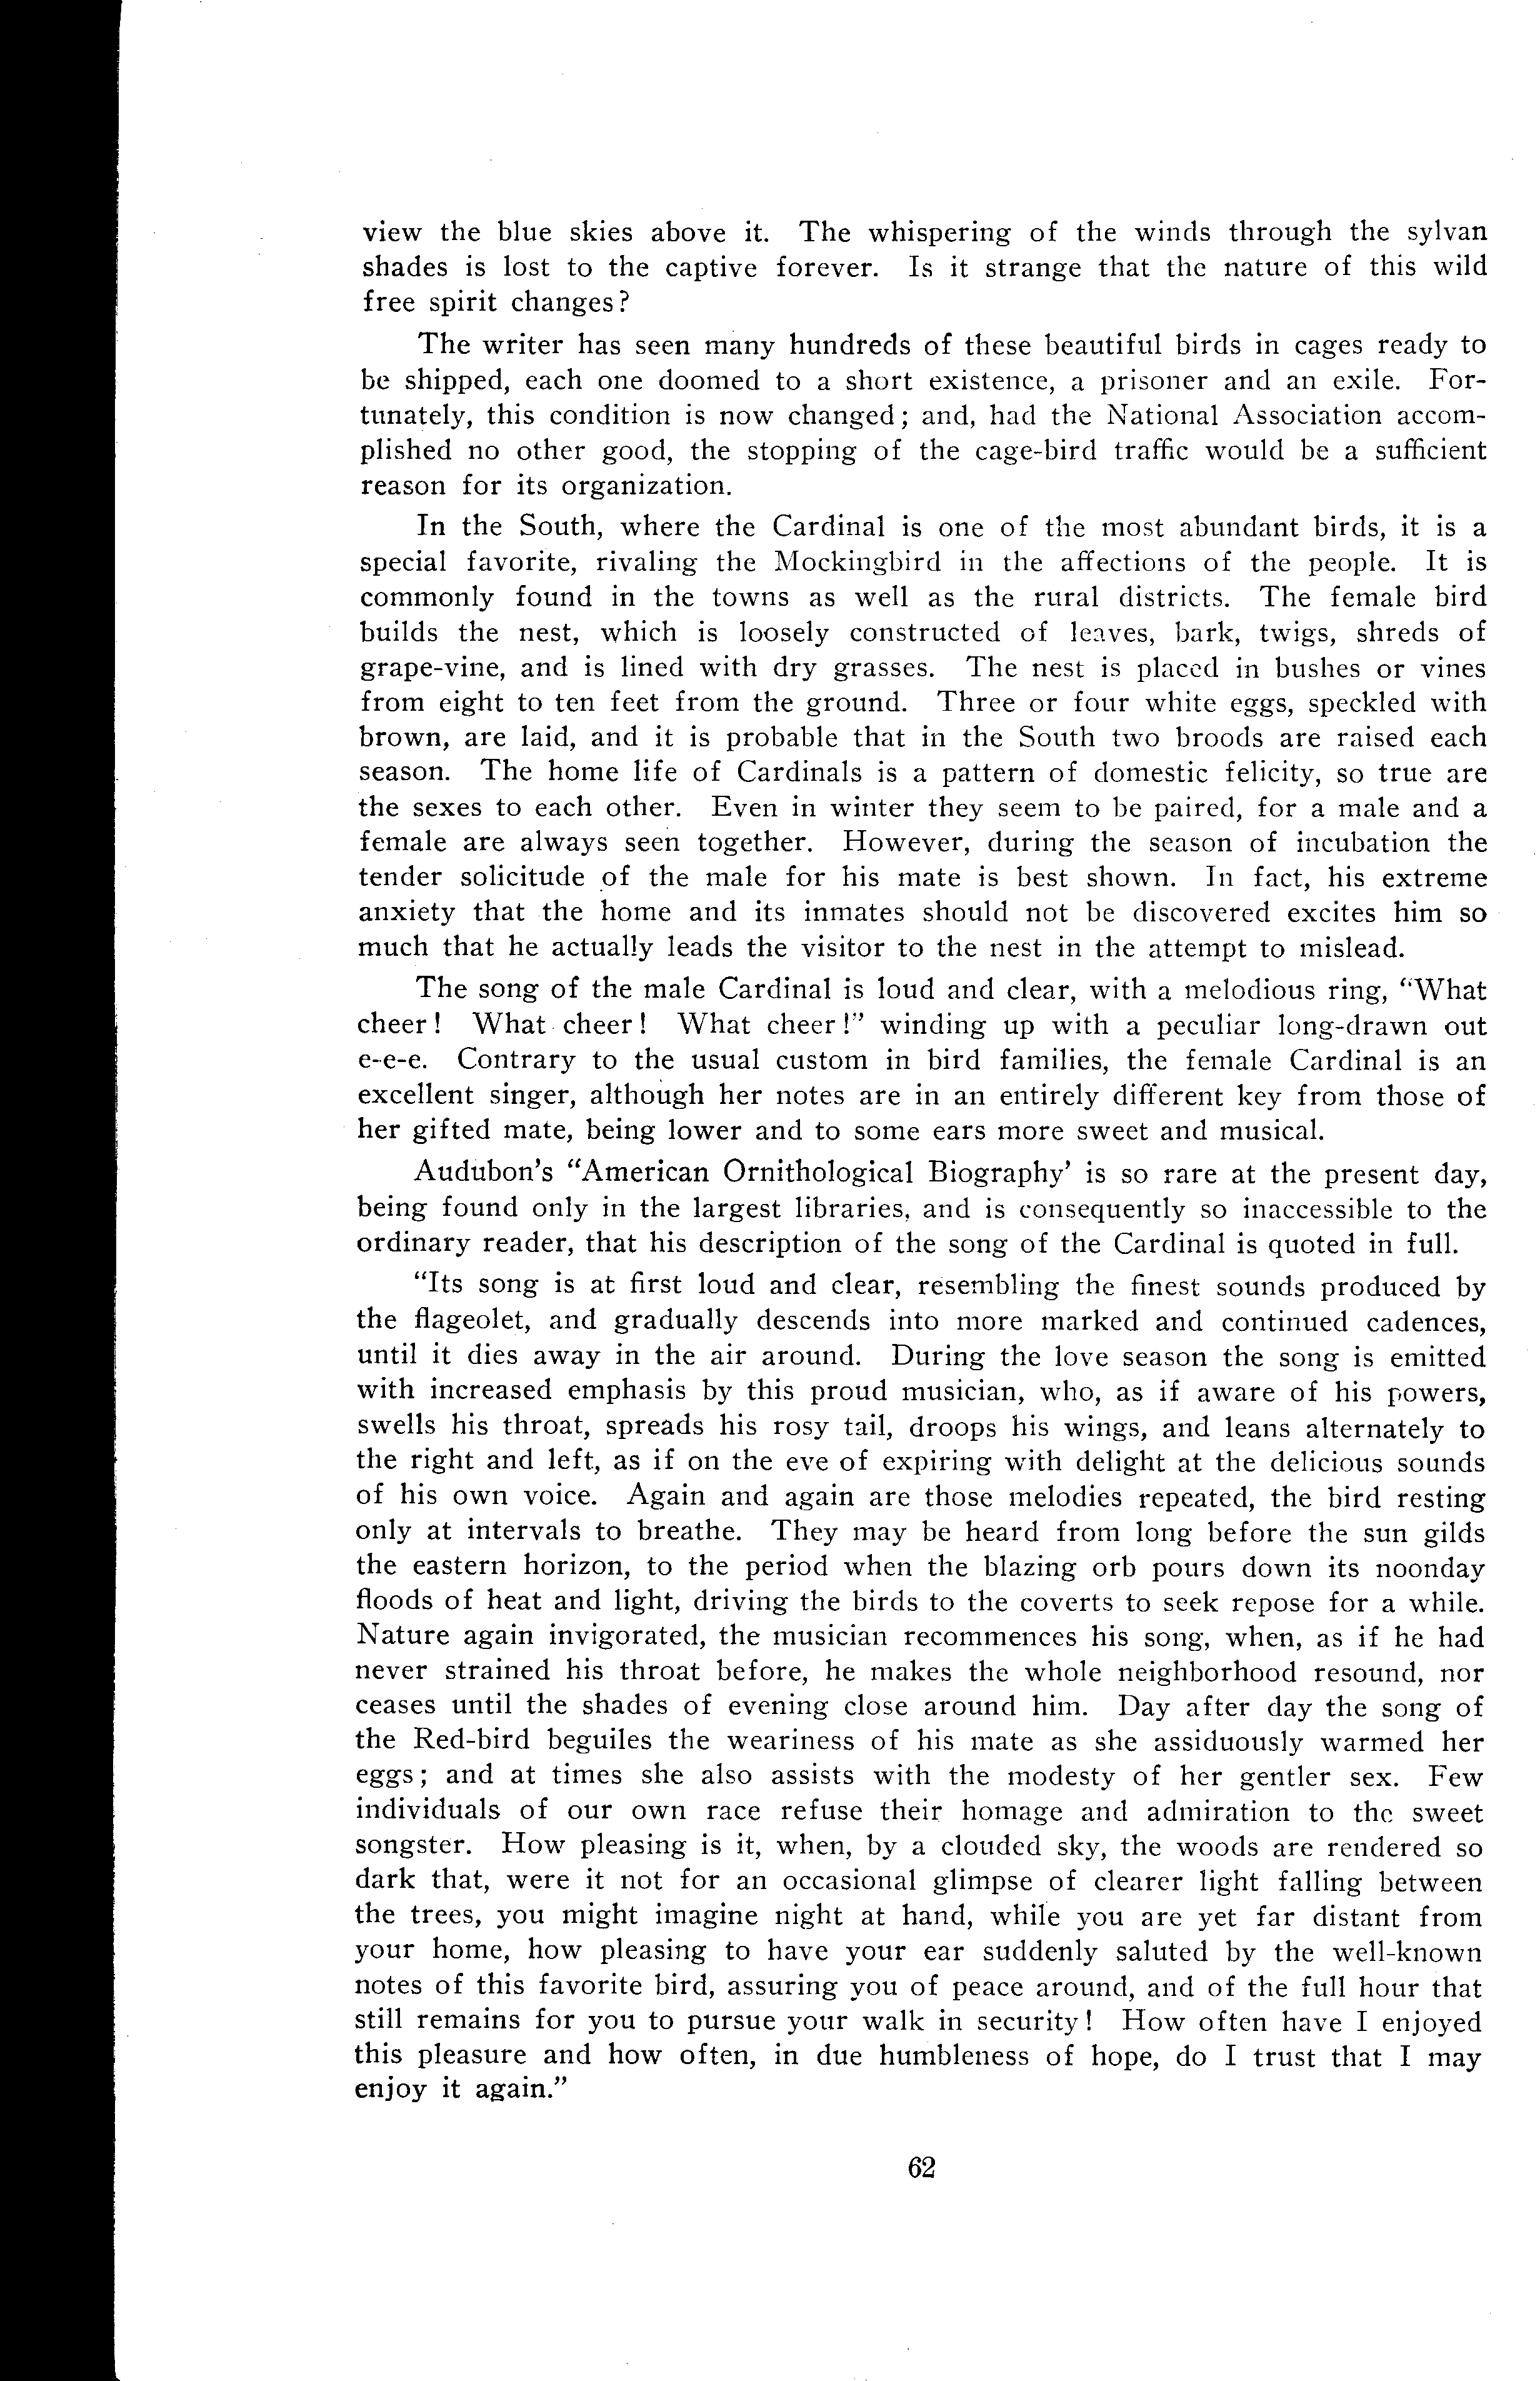 view the blue skies above it. The whispering of the winds through the sylvan
shades is lost to the captive forever. Is it strange that the nature of this wild
free spirit changes?
The writer has seen many hundreds of these beautiful birds in cages ready to
be shipped, each one doomed to a short existence, a prisoner and an exile. For-
tunately, this condition is now changed; and, had the National Association accom-
plished no other good, the stopping of the cage-bird traffic would be a sufficient
reason for its organization.
In the South, where the Cardinal is one of the most abundant birds, it is a
special favorite, rivaling the Mockingbird in the affections of the people. It is
commonly found in the towns as well as the rural districts. The female bird
builds the nest, which is loosely constructed of leaves, bark, twigs, shreds of
grape-vine, and is lined with dry grasses. The nest is placed in bushes or vines
from eight to ten feet from the ground. Three or four white eggs, speckled with
brown, are laid, and it is probable that in the South two broods are raised each
season. The home life of Cardinals is a pattern of domestic felicity, so true are
the sexes to each other. Even in winter they seem to be paired, for a male and a
female are always seen together. However, during the season of incubation the
tender solicitude of the male for his mate is best shown. In fact, his extreme
anxiety that the home and its inmates should not be discovered excites him so
much that he actually leads the visitor to the nest in the attempt to mislead.
The song of the male Cardinal is loud and clear, with a melodious ring, "What
cheer! What cheer! What cheer!" winding up with a peculiar long-drawn out
e-e-e. Contrary to the usual custom in bird families, the female Cardinal is an
excellent singer, although her notes are in an entirely different key from those of
her gifted mate, being lower and to some ears more sweet and musical.
Audubon's "American Ornithological Biography' is so rare at the present day,
being found only in the largest libraries, and is consequently so inaccessible to the
ordinary reader, that his description of the song of the Cardinal is quoted in full.
"Its song is at first loud and clear, resembling the finest sounds produced by
the flageolet, and gradually descends into more marked and continued cadences,
until it dies away in the air around. During the love season the song is emitted
with increased emphasis by this proud musician, who, as if aware of his powers,
swells his throat, spreads his rosy tail, droops his wings, and leans alternately to
the right and left, as if on the eve of expiring with delight at the delicious sounds
of his own voice. Again and again are those melodies repeated, the bird resting
only at intervals to breathe. They may be heard from long before the sun gilds
the eastern horizon, to the period when the blazing orb pours down its noonday
floods of heat and light, driving the birds to the coverts to seek repose for a while.
Nature again invigorated, the musician recommences his song, when, as if he had
never strained his throat before, he makes the whole neighborhood resound, nor
ceases until the shades of evening close around him. Day after day the song of
the Red-bird beguiles the weariness of his mate as she assiduously warmed her
eggs; and at times she also assists with the modesty of her gentler sex. Few
individuals of our own race refuse their homage and admiration to the sweet
songster. How pleasing is it, when, by a clouded sky, the woods are rendered so
dark that, were it not for an occasional glimpse of clearer light falling between
the trees, you might imagine night at hand, while you are yet far distant from
your home, how pleasing to have your ear suddenly saluted by the well-known
notes of this favorite bird, assuring you of peace around, and of the full hour that
still remains for you to pursue your walk in security! How often have I enjoyed
this pleasure and how often, in due humbleness of hope, do I trust that I may
enjoy it again."
62